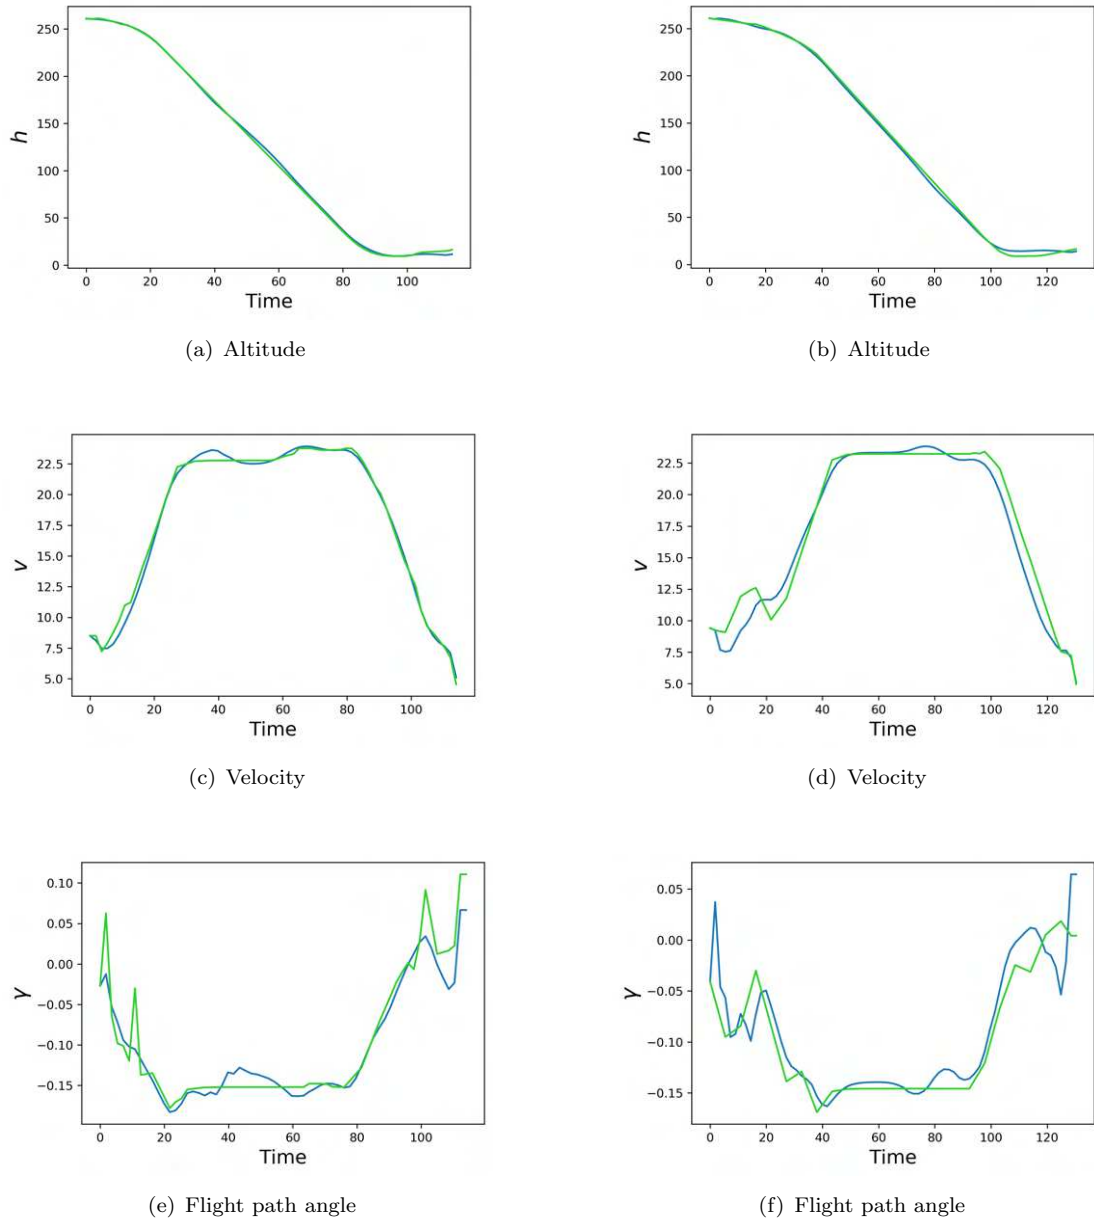 250
200
150
100
50
0
h
0 20 40 60 80 100
Time
(a) Altitude
250
200
150
100
50
0
h
0 20 40 60 80 100 120
Time
(b) Altitude
22.5
20.0
17.5
15.0
12.5
10.0
7.5
5.0
v
0 20 40 60 80 100
Time
(c) Velocity
22.5
20.0
17.5
15.0
12.5
10.0
7.5
5.0
v
0 20 40 60 80 100 120
Time
(d) Velocity
0.10
0.05
0.00
−0.05
−0.10
−0.15
γ
0 20 40 60 80 100
Time
(e) Flight path angle
0.05
0.00
−0.05
−0.10
−0.15
γ
0 20 40 60 80 100 120
Time
(f) Flight path angle